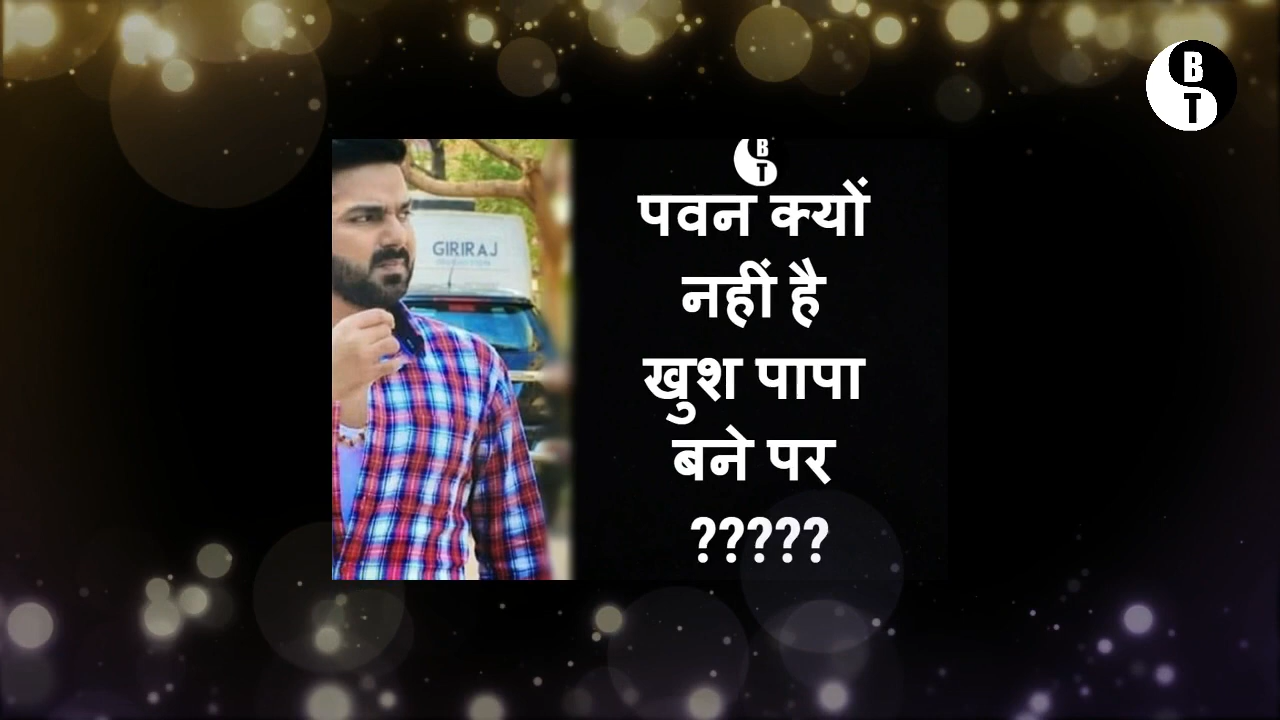 B
T
GIRIRAJ
B
T
पवन क्यों
नहीं है
खुश पापा
बने पर
?????